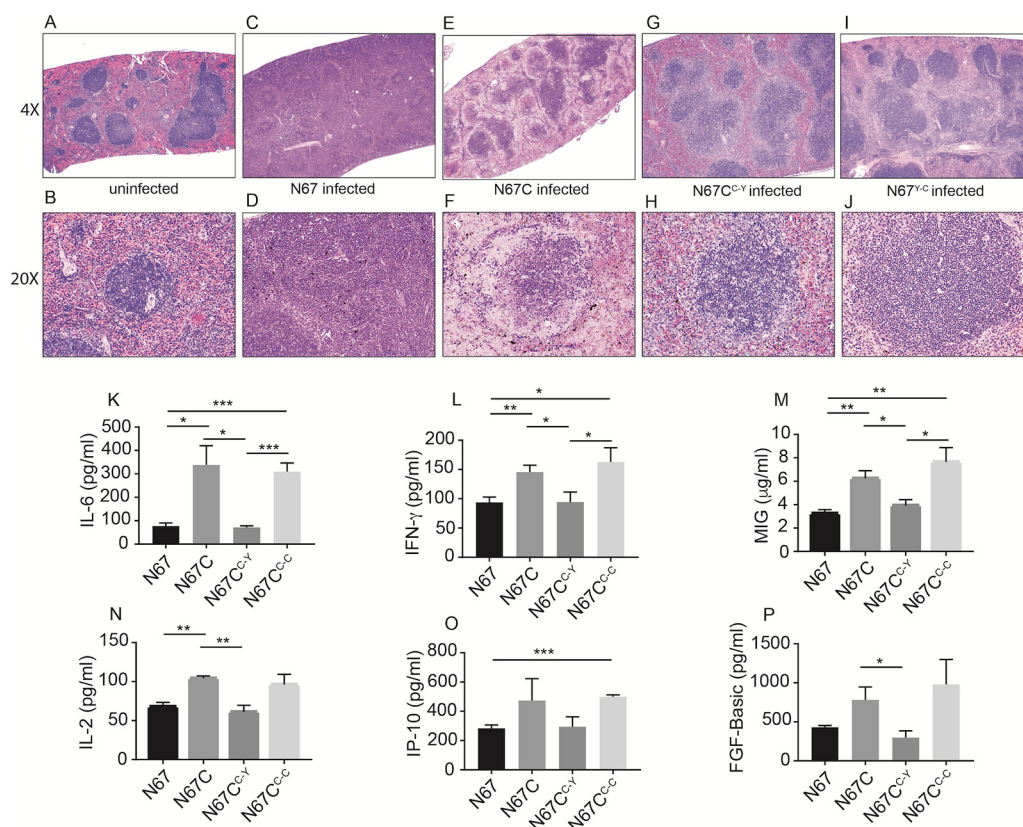 A C E G I
4X
uninfected N67 infected N67C infected N67C^C-Y infected N67^Y-C infected
B D F H J
20X
K
***
* *
***
IL-6 (pg/ml)
400
300
200
100
0
N67 N67C N67C^C-Y N67C^C-C
L
*
** *
*
IFN-γ (pg/ml)
200
150
100
50
0
N67 N67C N67C^C-Y N67C^C-C
M
**
** *
*
MIG (μg/ml)
10
8
6
4
2
0
N67 N67C N67C^C-Y N67C^C-C
N
** **
IL-2 (pg/ml)
150
100
50
0
N67 N67C N67C^C-Y N67C^C-C
O
***
IP-10 (pg/ml)
800
600
400
200
0
N67 N67C N67C^C-Y N67C^C-C
P
*
FGF-Basic (pg/ml)
1500
1000
500
0
N67 N67C N67C^C-Y N67C^C-C